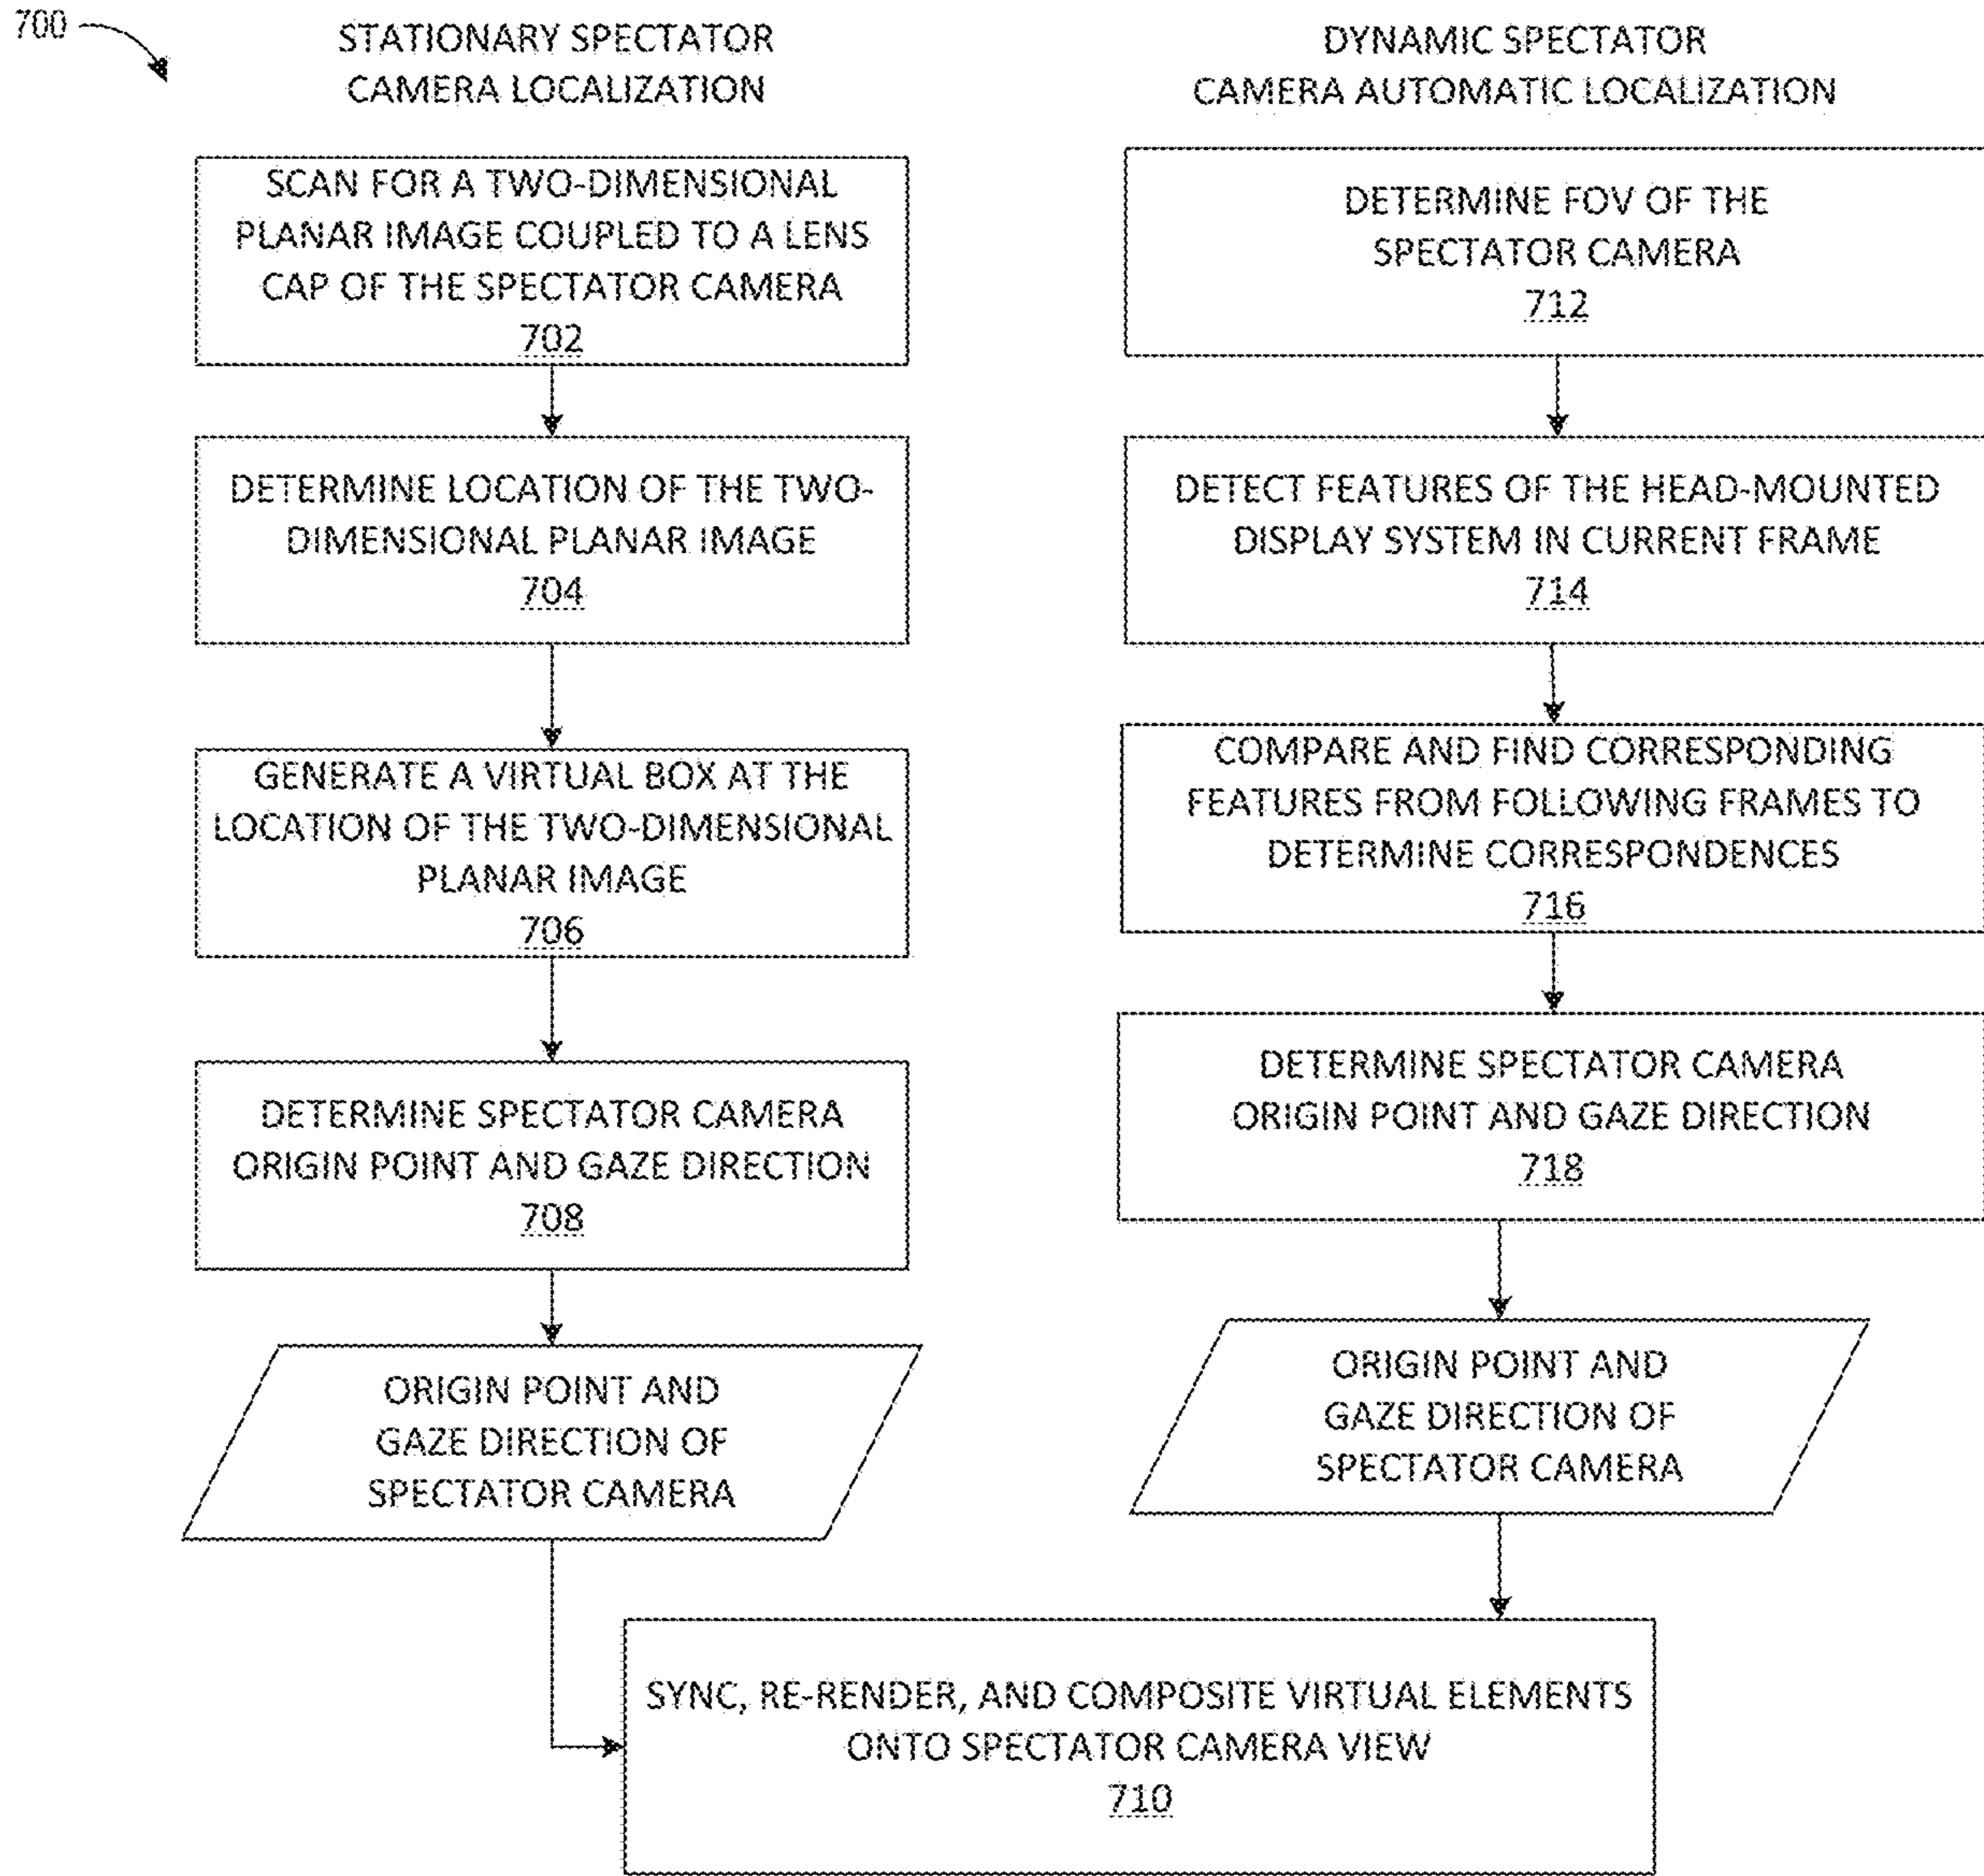 700
STATIONARY SPECTATOR
CAMERA LOCALIZATION
SCAN FOR A TWO-DIMENSIONAL
PLANAR IMAGE COUPLED TO A LENS
CAP OF THE SPECTATOR CAMERA
702
DETERMINE LOCATION OF THE TWO-
DIMENSIONAL PLANAR IMAGE
704
GENERATE A VIRTUAL BOX AT THE
LOCATION OF THE TWO-DIMENSIONAL
PLANAR IMAGE
706
DETERMINE SPECTATOR CAMERA
ORIGIN POINT AND GAZE DIRECTION
708
ORIGIN POINT AND
GAZE DIRECTION OF
SPECTATOR CAMERA
DYNAMIC SPECTATOR
CAMERA AUTOMATIC LOCALIZATION
DETERMINE FOV OF THE
SPECTATOR CAMERA
712
DETECT FEATURES OF THE HEAD-MOUNTED
DISPLAY SYSTEM IN CURRENT FRAME
714
COMPARE AND FIND CORRESPONDING
FEATURES FROM FOLLOWING FRAMES TO
DETERMINE CORRESPONDENCES
716
DETERMINE SPECTATOR CAMERA
ORIGIN POINT AND GAZE DIRECTION
718
ORIGIN POINT AND
GAZE DIRECTION OF
SPECTATOR CAMERA
SYNC, RE-RENDER, AND COMPOSITE VIRTUAL ELEMENTS
ONTO SPECTATOR CAMERA VIEW
710